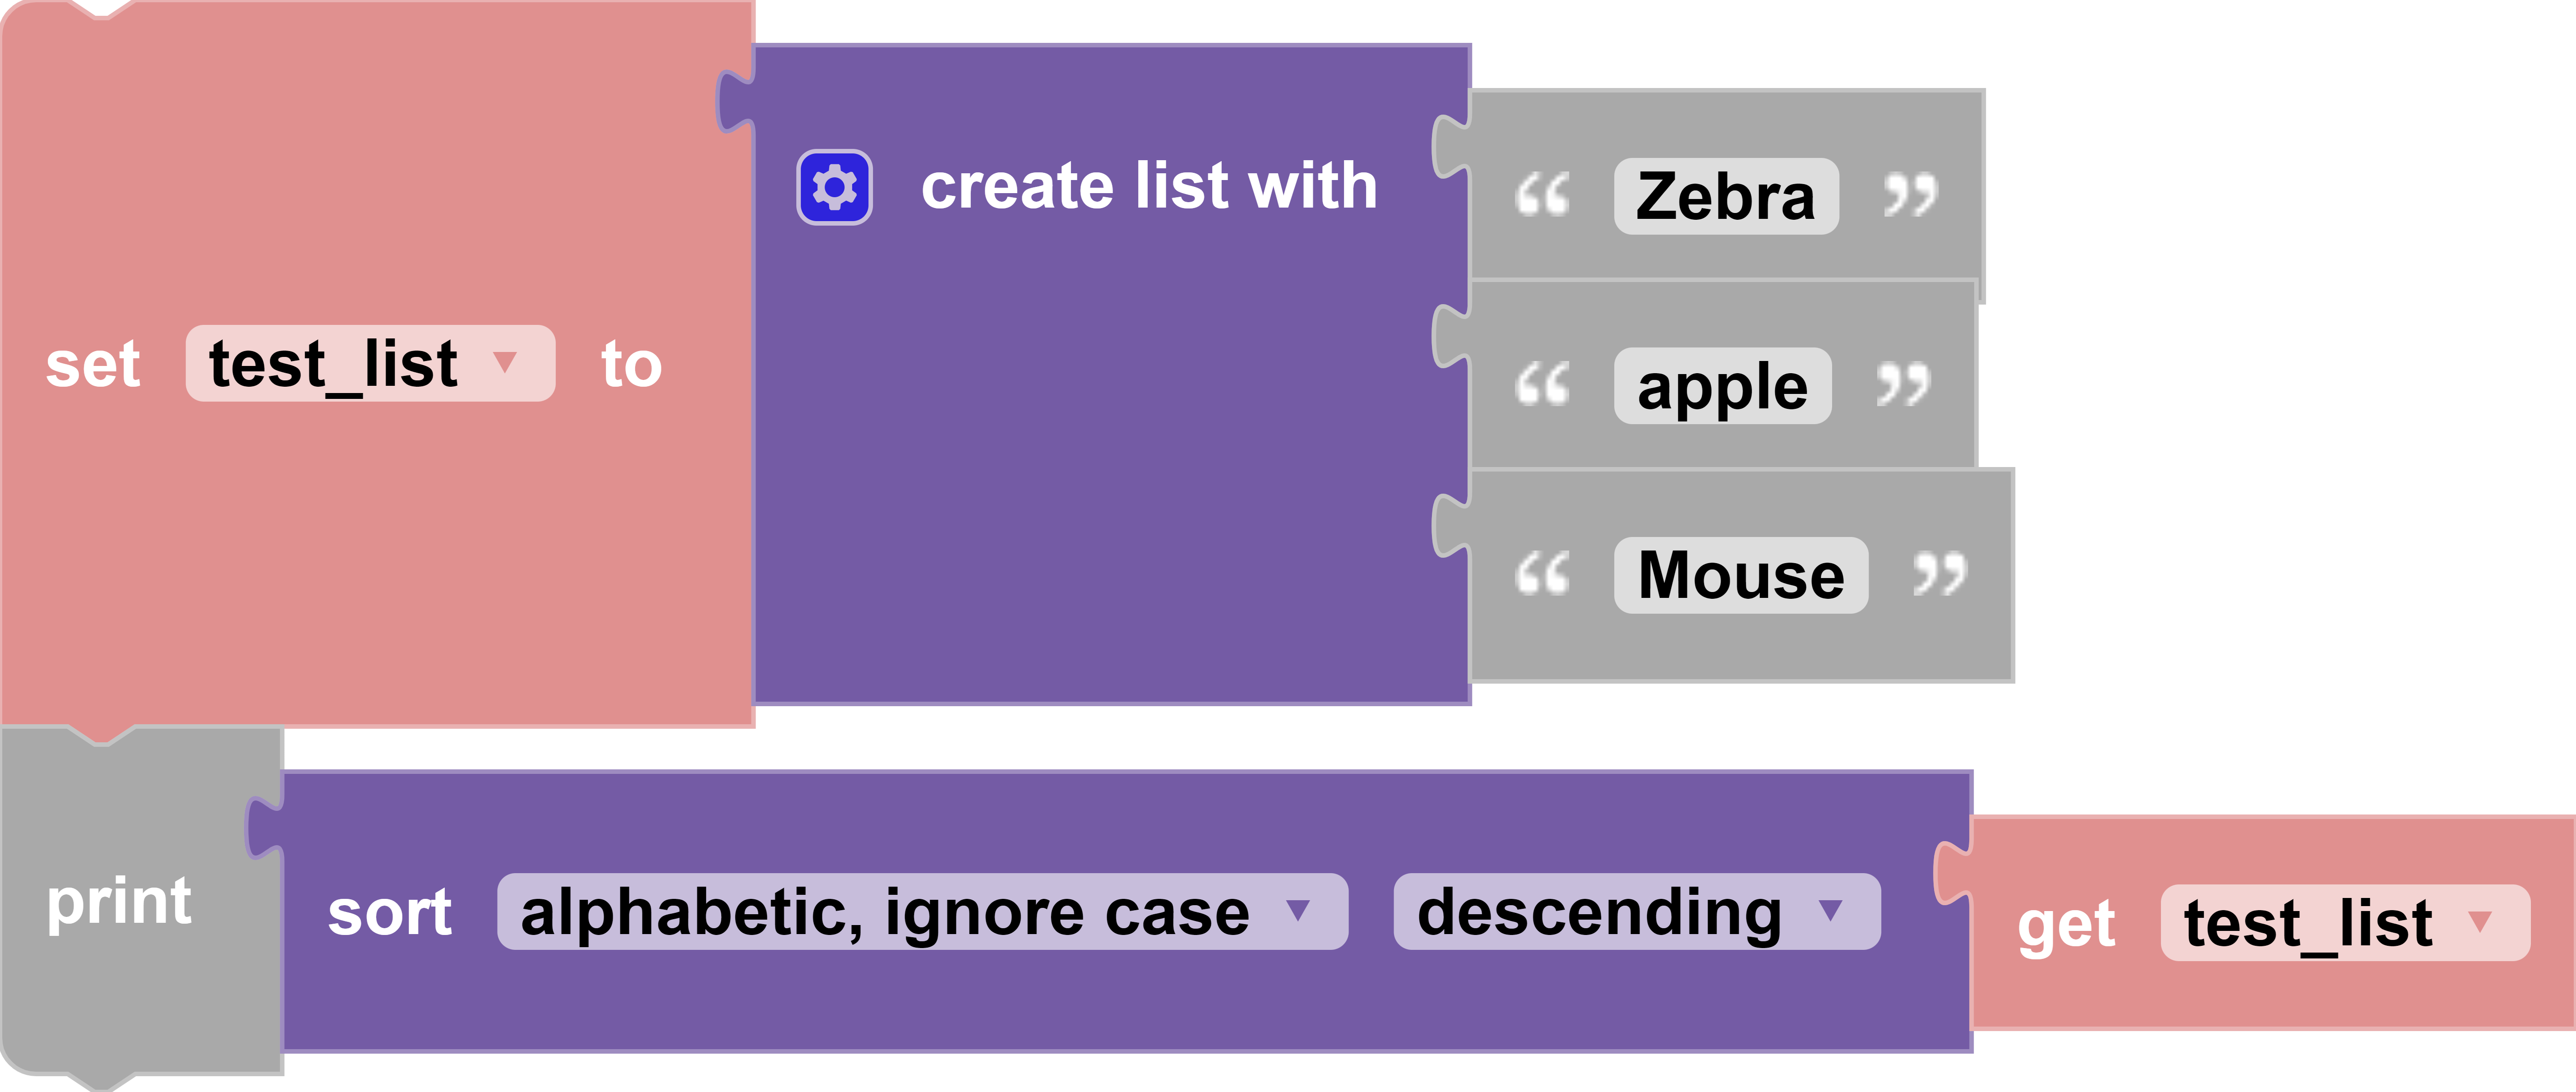 create list with “ Zebra ”
“ apple ”
set test_list ▼ to
“ Mouse ”
print sort alphabetic, ignore case ▼ descending ▼ get test_list ▼